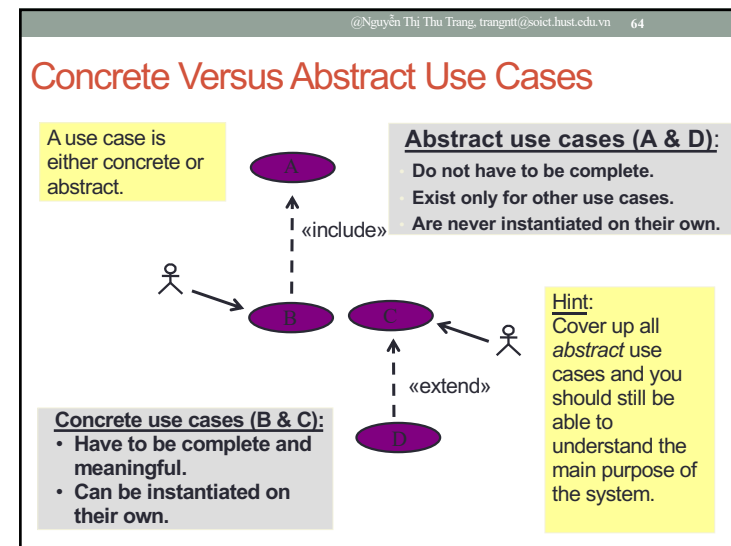 @Nguyễn Thị Thu Trang, trangntt@soict.hust.edu.vn 64
Concrete Versus Abstract Use Cases
A use case is
either concrete or
abstract.
A
Abstract use cases (A & D):
• Do not have to be complete.
• Exist only for other use cases.
• Are never instantiated on their own.
«include»
B
C
Hint:
Cover up all
abstract use
cases and you
should still be
able to
understand the
main purpose of
the system.
«extend»
D
Concrete use cases (B & C):
• Have to be complete and
meaningful.
• Can be instantiated on
their own.